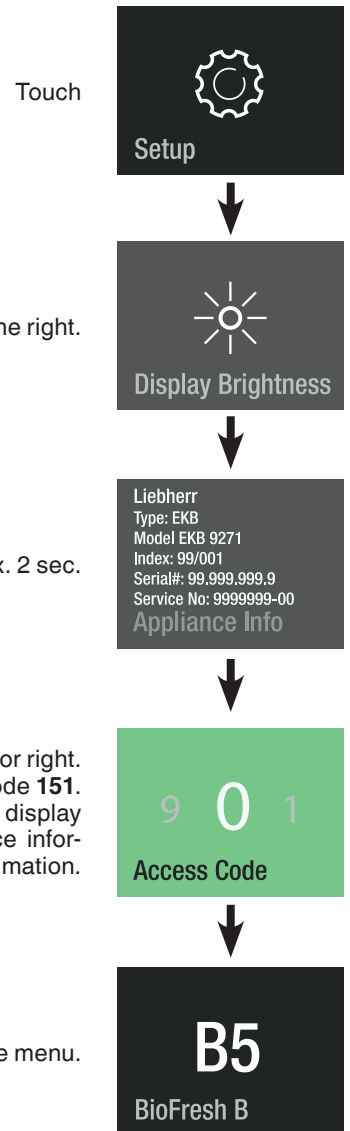 Touch
Setup
he right.
Display Brightness
Liebherr
Type: EKB
Model EKB 9271
Index: 99/001
Serial#: 99.999.999.9
Service No: 9999999-00
Appliance Info
x. 2 sec.
or right.
ode 151.
display
ce infor-
mation.
9 0 1
Access Code
B5
e menu.
BioFresh B